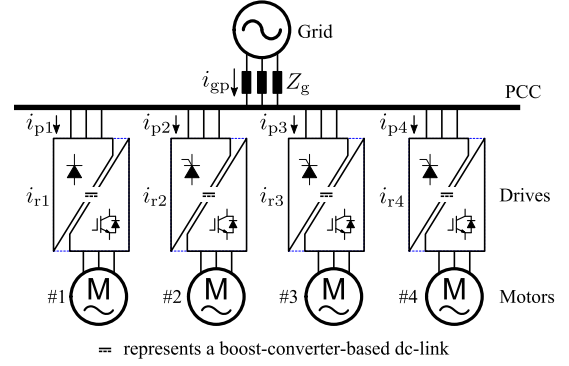 Grid
i_gp Z_g
PCC
i_p1 i_p2 i_p3 i_p4
i_r1 i_r2 i_r3 i_r4 Drives
#1 M #2 M #3 M #4 M Motors
= represents a boost-converter-based dc-link